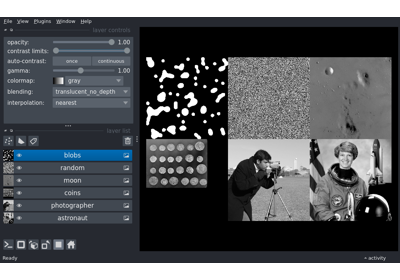 File View Plugins Window Help
layer controls
opacity: 1.00
contrast limits:
auto-contrast: once continuous
gamma: 1.00
colormap: gray
blending: translucent_no_depth
interpolation: nearest
layer list
blobs
random
moon
coins
photographer
astronaut
Ready activity